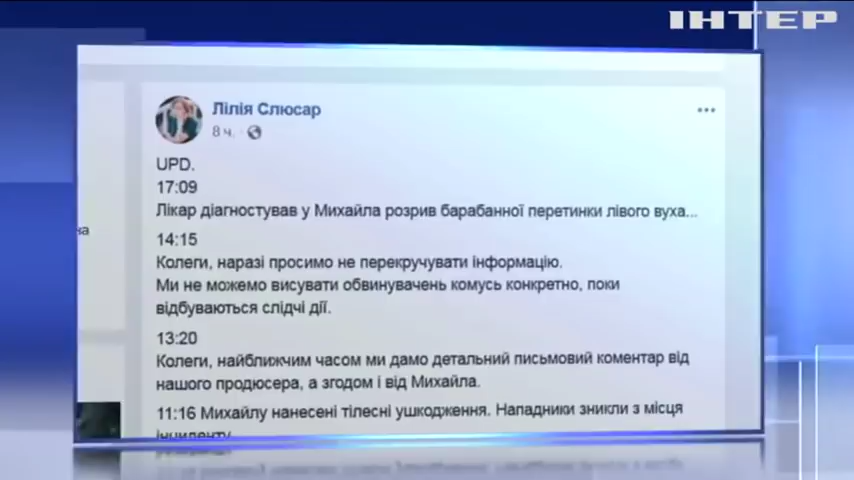 ІНТЕР
Лілія Слюсар
8 ч.
UPD.
17:09
Лікар діагностував у Михайла розрив барабанної перетинки лівого вуха...
на
14:15
Колеги, наразі просимо не перекручувати інформацію.
Ми не можемо висувати обвинувачень комусь конкретно, поки
відбуваються слідчі дії.
13:20
Колеги, найближчим часом ми дамо детальний письмовий коментар від
нашого продюсера, а згодом і від Михайла.
11:16 Михайлу нанесені тілесні ушкодження. Нападники зникли з місця
інциденту